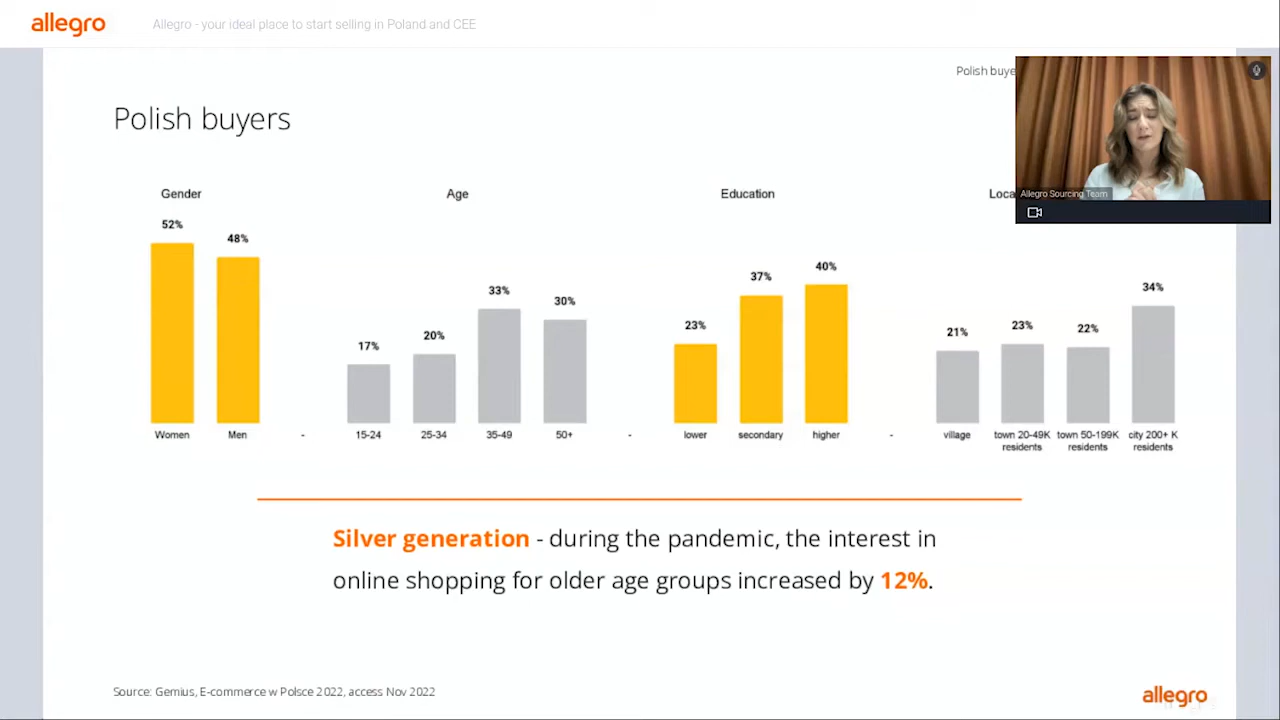 allegro
Allegro - your ideal place to start selling in Poland and CEE
Polish buye
Polish buyers
Allegro Sourcing Team
Gender
Age
Education
Loca
52%
48%
17%
20%
33%
30%
23%
37%
40%
21%
23%
22%
34%
Women
Men
-
15-24
25-34
35-49
50+
-
lower
secondary
higher
-
village
town 20-49K
residents
town 50-199K
residents
city 200+ K
residents
Silver generation - during the pandemic, the interest in
online shopping for older age groups increased by 12%.
Source: Gemius, E-commerce w Polsce 2022, access Nov 2022
allegro